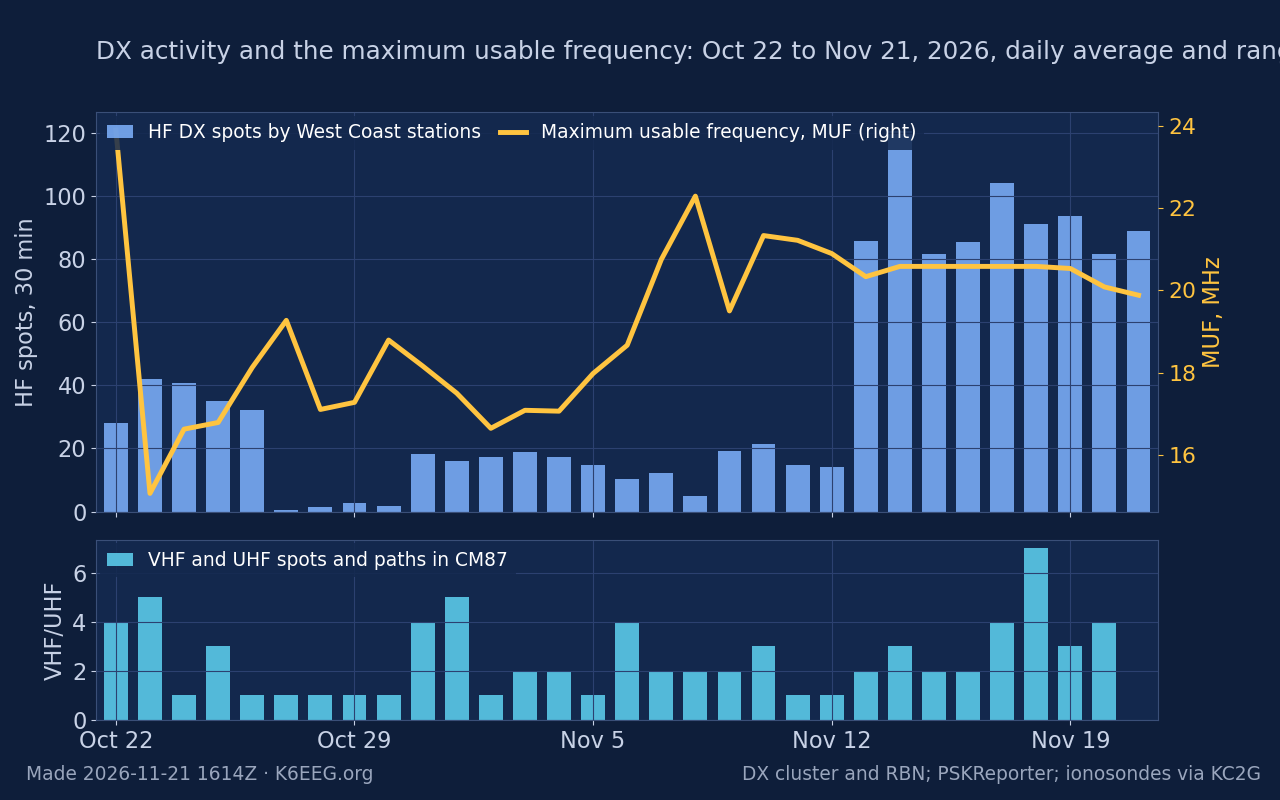 DX activity and the maximum usable frequency: Oct 22 to Nov 21, 2026, daily average and
HF DX spots by West Coast stations
Maximum usable frequency, MUF (right)
120
100
80
60
40
20
0
HF spots, 30 min
24
22
20
18
16
MUF, MHz
VHF and UHF spots and paths in CM87
6
4
2
0
VHF/UHF
Oct 22
Oct 29
Nov 5
Nov 12
Nov 19
Made 2026-11-21 1614Z · K6EEG.org
DX cluster and RBN; PSKReporter; ionosondes via KC2G